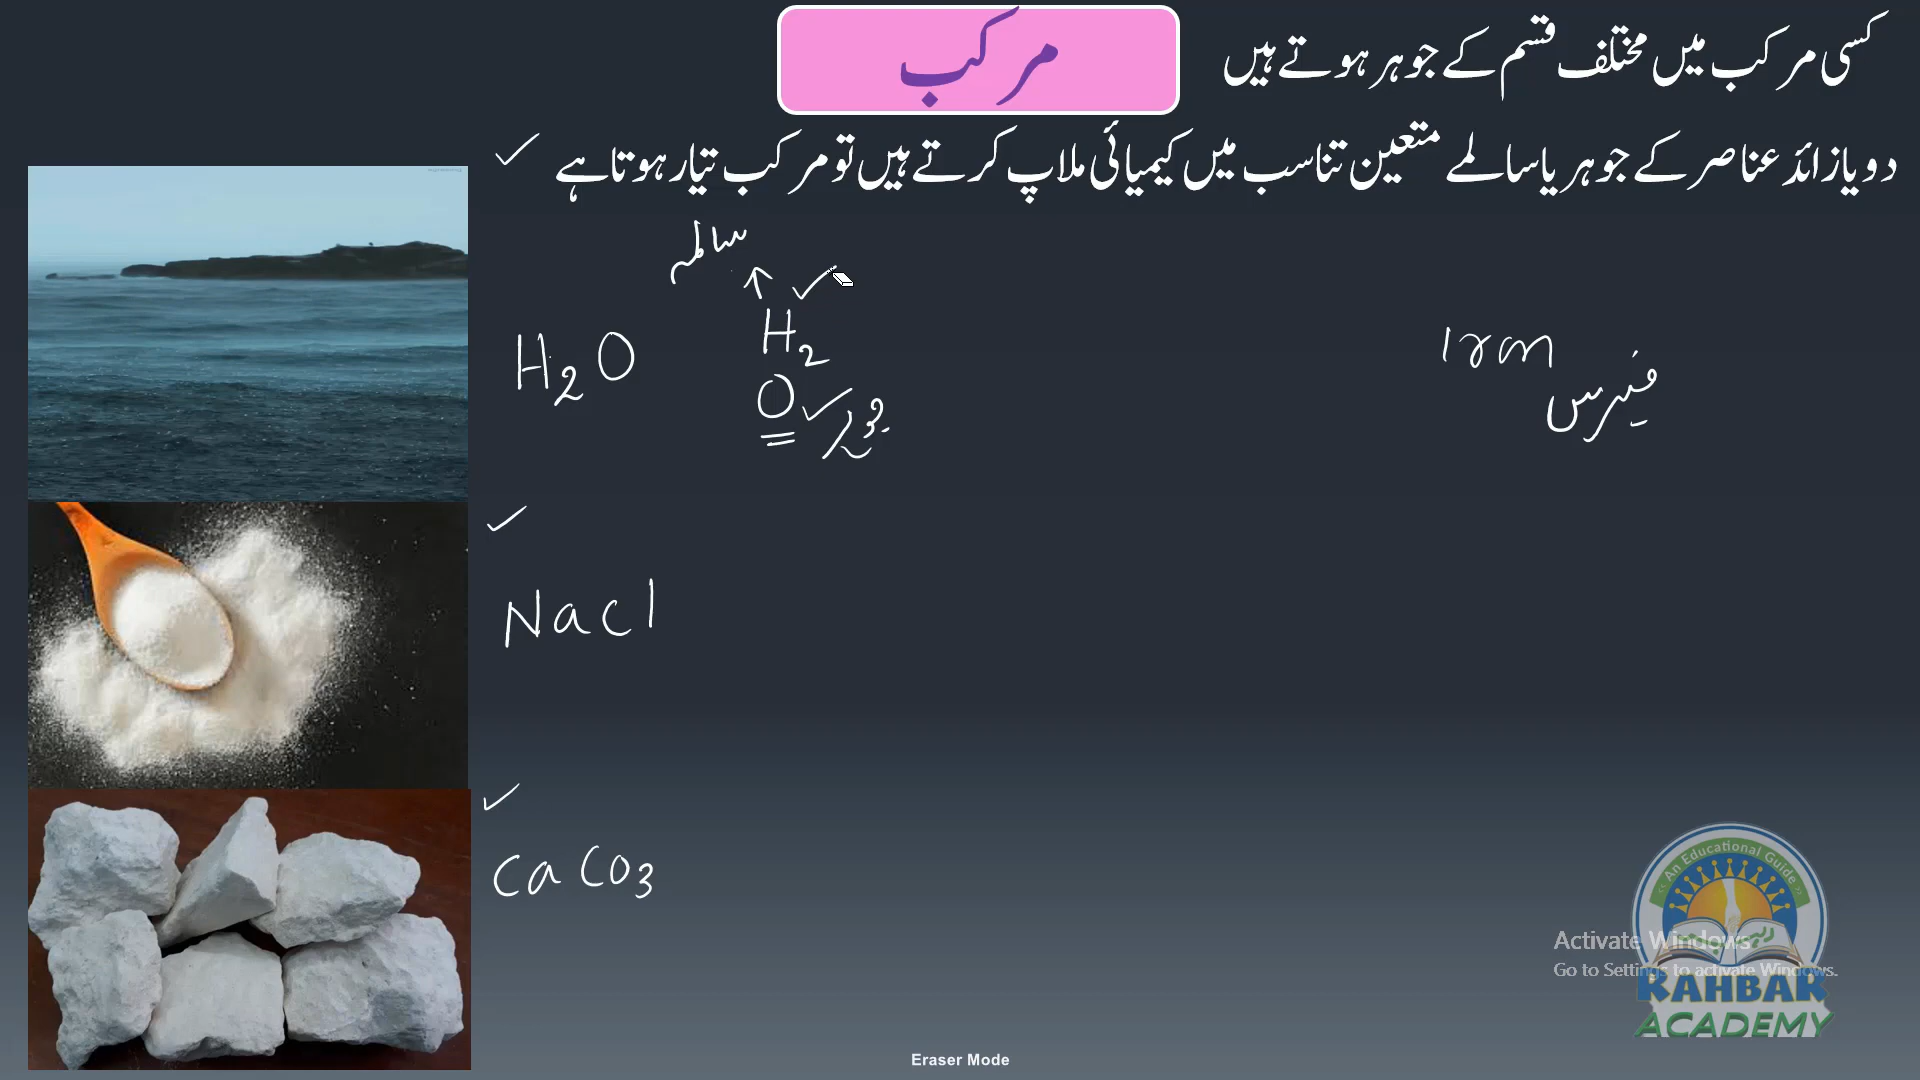 مرکب
کسی مرکب میں مختلف قسم کے جوہر ہوتے ہیں
دو یا زائد عناصر کے جوہر یا سالمے متعین تناسب میں کیمیائی ملاپ کرتے ہیں تو مرکب تیار ہوتا ہے
سالمہ
H2O
H2
O
جوہر
Iron
NaCl
CaCO3
<< An Educational Guide >>
RAHBAR
ACADEMY
Activate Windows
Go to Settings to activate Windows.
Eraser Mode